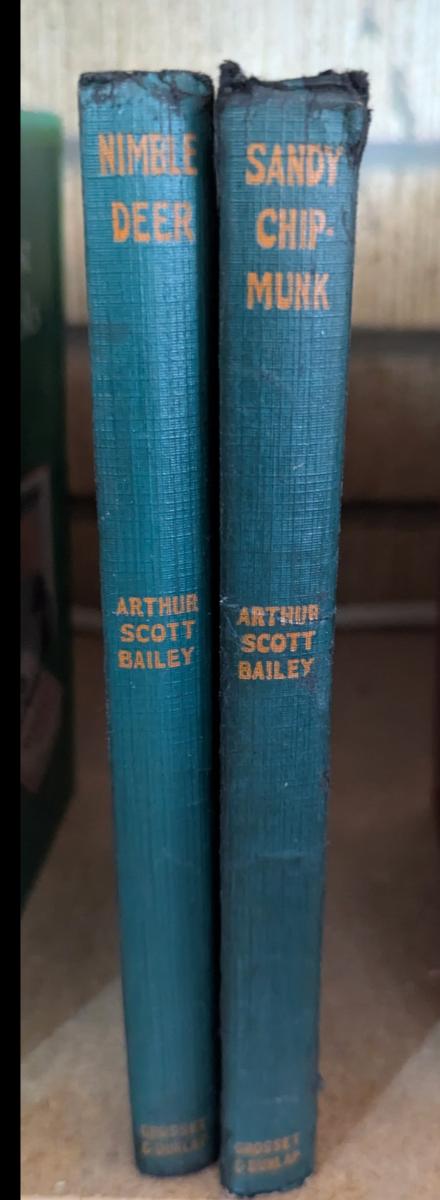 NIMBLE
DEER
ARTHUR
SCOTT
BAILEY
GROSSET
& DUNLAP
SANDY
CHIP-
MUNK
ARTHUR
SCOTT
BAILEY
GROSSET
& DUNLAP